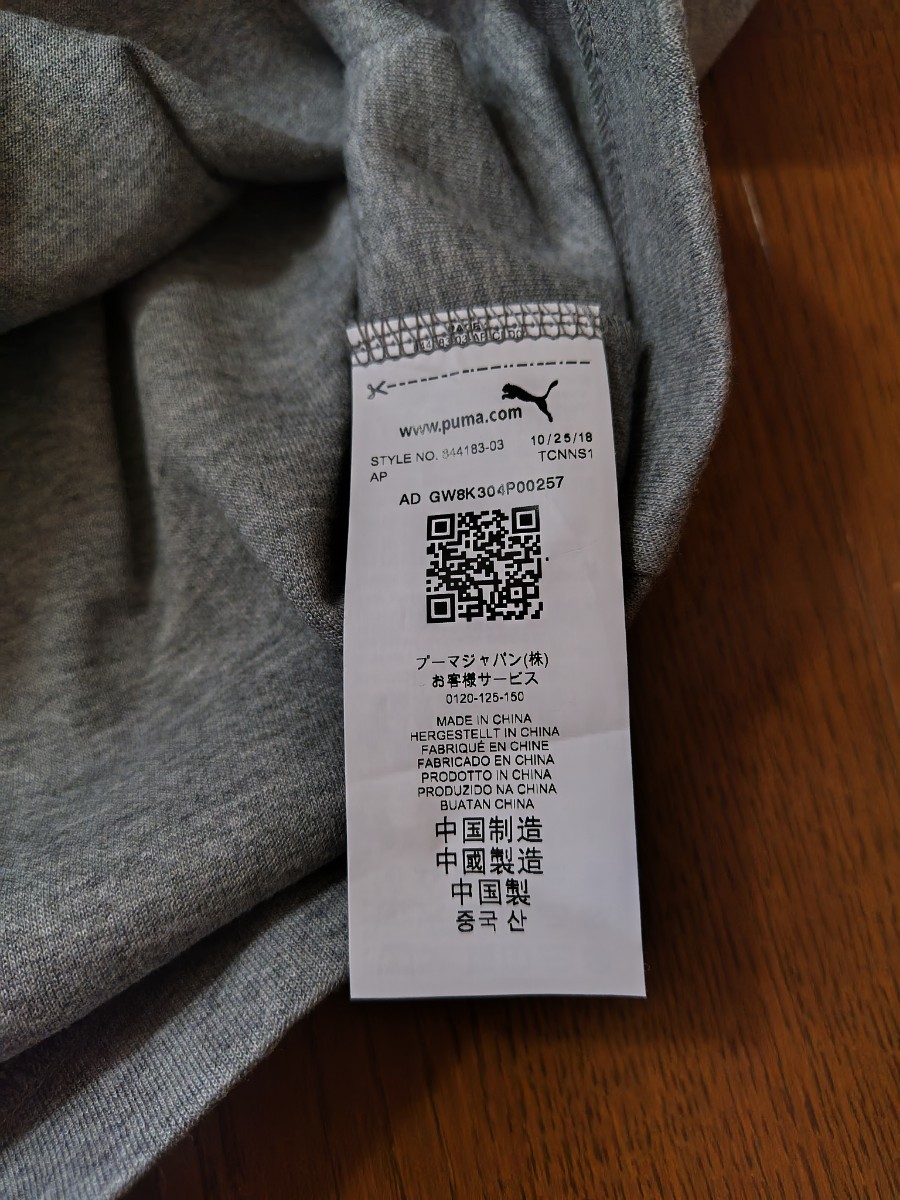 www.puma.com
STYLE NO. 844183-03 10/25/18
AP TCNNS1
AD GW8K304P00257
プーマジャパン(株)
お客様サービス
0120-125-150
MADE IN CHINA
HERGESTELLT IN CHINA
FABRIQUÉ EN CHINE
FABRICADO EN CHINA
PRODOTTO IN CHINA
PRODUZIDO NA CHINA
BUATAN CHINA
中国制造
中國製造
中国製
중국 산